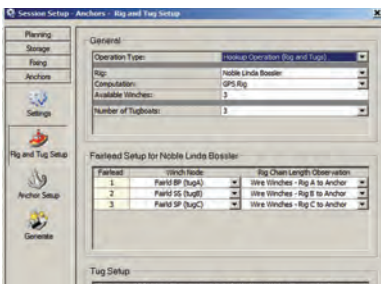 Session Setup - Anchors - Rig and Tug Setup
Planning
Storage
Fixing
Anchors
Settings
Rig and Tug Setup
Anchor Setup
Generate
General
Operation Type: Hookup Operation (Rig and Tugs)
Rig: Noble Linda Bossler
Computation: GPS Rig
Available Winches: 3
Number of Tugboats: 3
Fairlead Setup for Noble Linda Bossler
Fairlead Winch Node Rig Chain Length Observation
1 Fairld BP (tugA) Wire Winches - Rig A to Anchor
2 Fairld SS (tugB) Wire Winches - Rig B to Anchor
3 Fairld SP (tugC) Wire Winches - Rig C to Anchor
Tug Setup